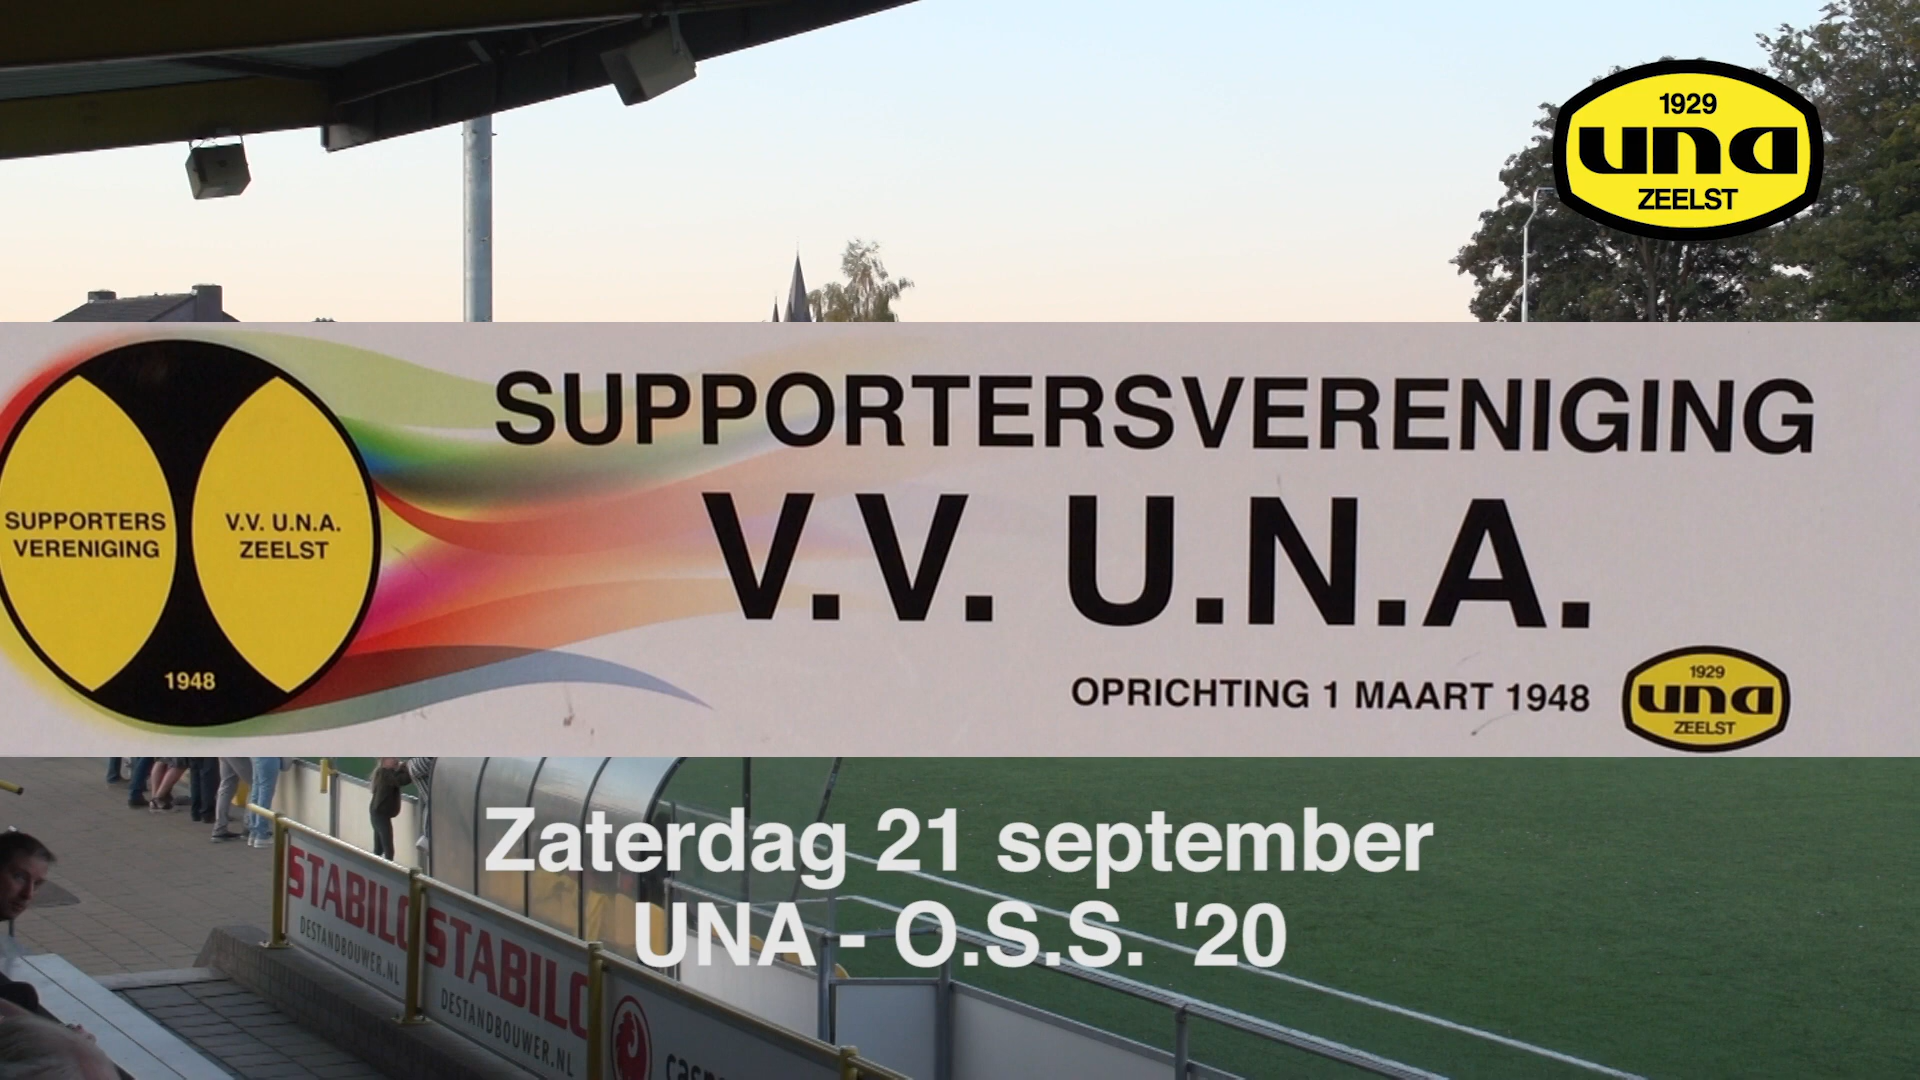 1929
una
ZEELST
SUPPORTERSVERENIGING
V.V. U.N.A.
SUPPORTERS
VERENIGING
V.V. U.N.A.
ZEELST
1948
OPRICHTING 1 MAART 1948
1929
una
ZEELST
Zaterdag 21 september
UNA - O.S.S. '20
STABILO
DESTANDBOUWER.NL
STABILO
DESTANDBOUWER.NL